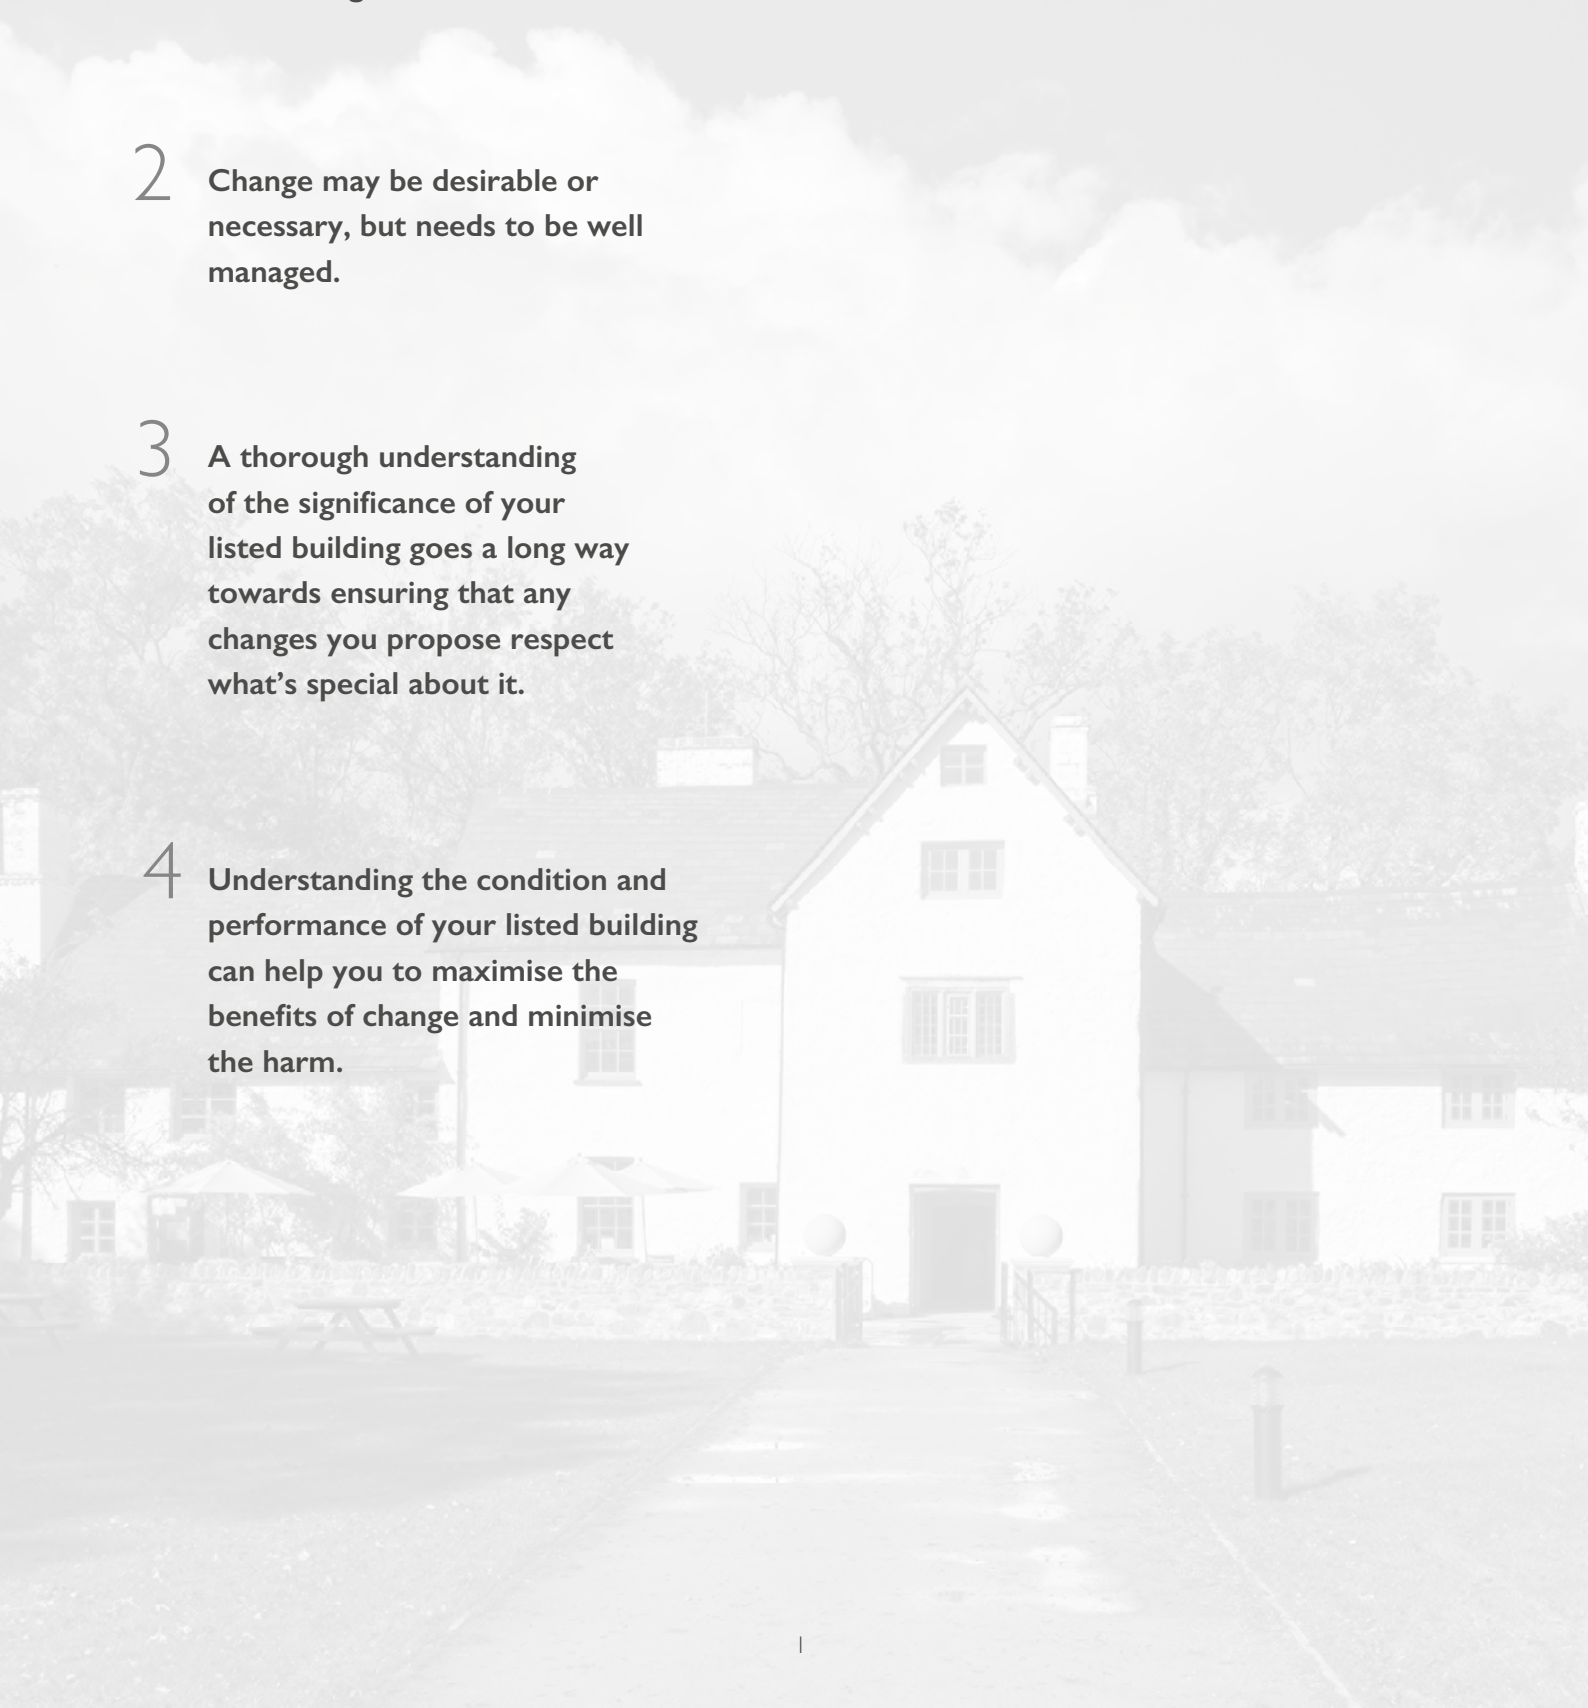 2
Change may be desirable or
necessary, but needs to be well
managed.
3
A thorough understanding
of the significance of your
listed building goes a long way
towards ensuring that any
changes you propose respect
what’s special about it.
4
Understanding the condition and
performance of your listed building
can help you to maximise the
benefits of change and minimise
the harm.
1